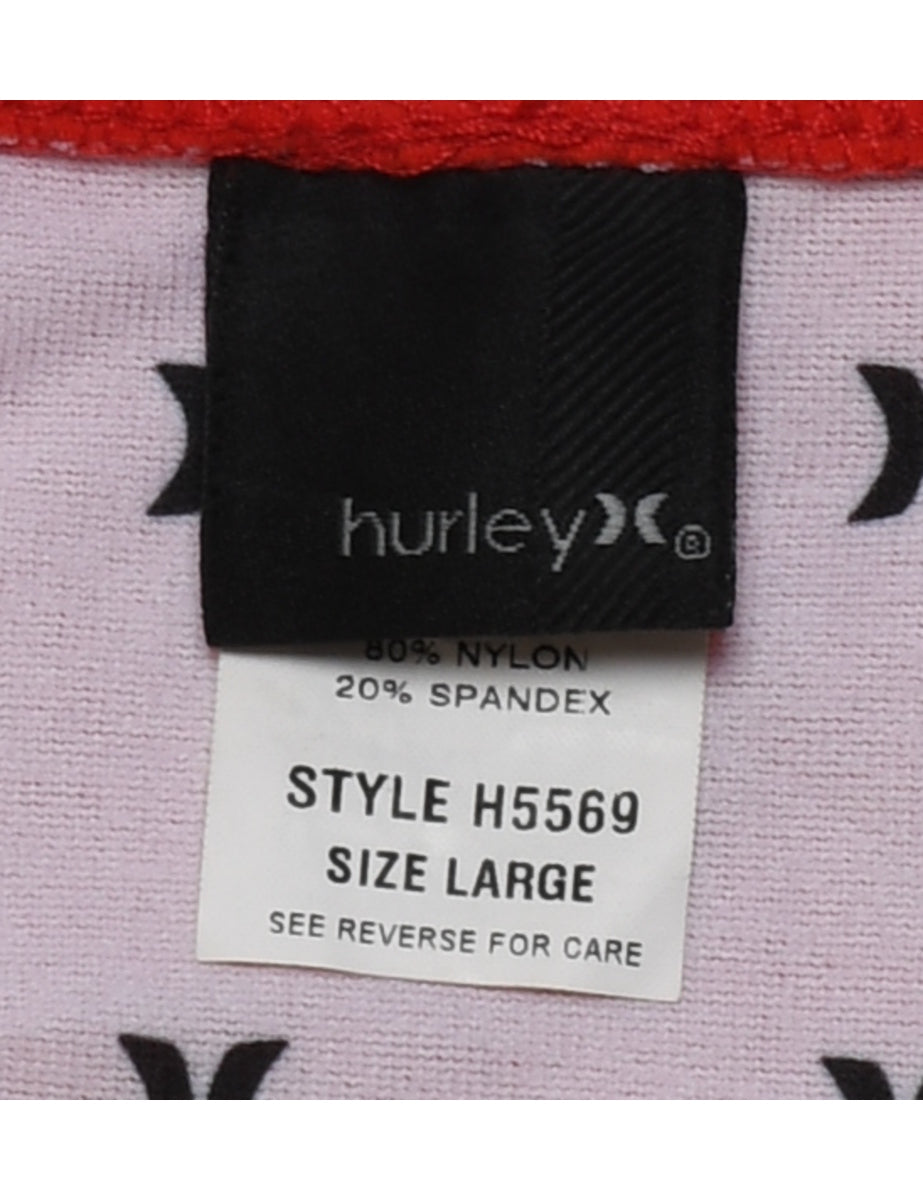 hurley®
80% NYLON
20% SPANDEX
STYLE H5569
SIZE LARGE
SEE REVERSE FOR CARE